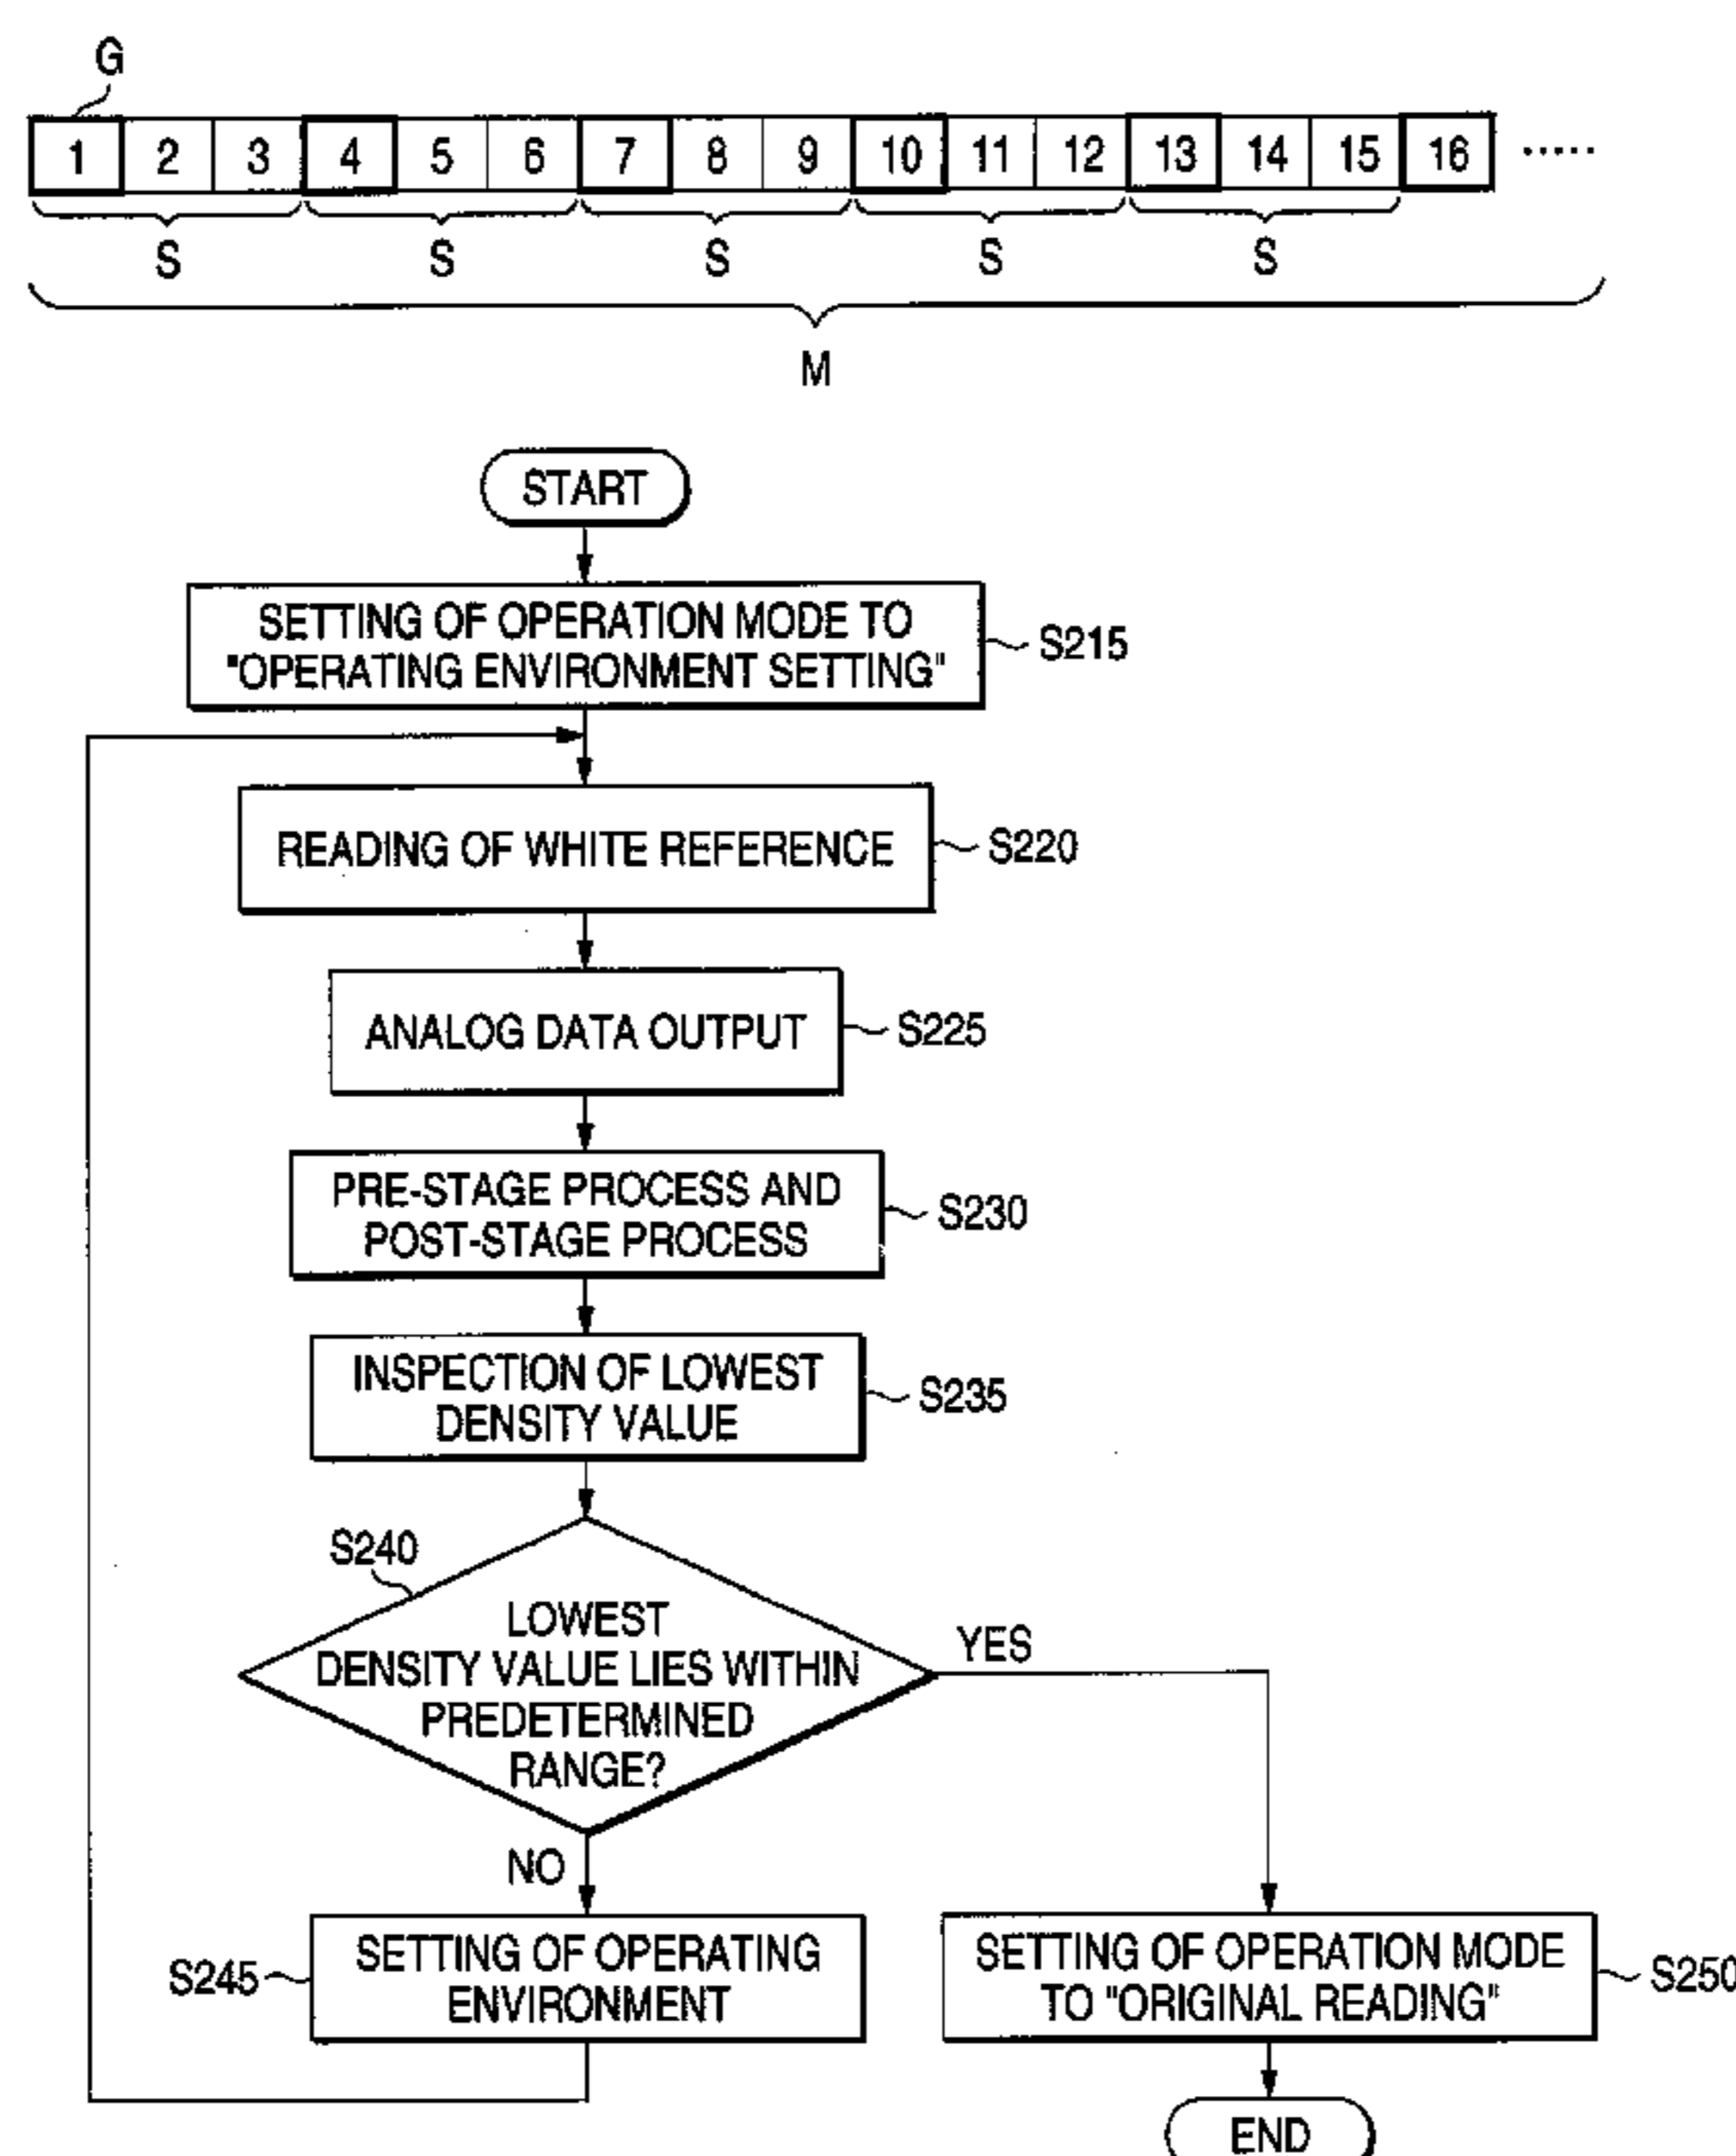 G
1 2 3 4 5 6 7 8 9 10 11 12 13 14 15 16 .....
S S S S S
M
START
SETTING OF OPERATION MODE TO
"OPERATING ENVIRONMENT SETTING"
S215
READING OF WHITE REFERENCE
S220
ANALOG DATA OUTPUT
S225
PRE-STAGE PROCESS AND
POST-STAGE PROCESS
S230
INSPECTION OF LOWEST
DENSITY VALUE
S235
S240
LOWEST
DENSITY VALUE LIES WITHIN
PREDETERMINED
RANGE?
YES
NO
S245
SETTING OF OPERATING
ENVIRONMENT
SETTING OF OPERATION MODE
TO "ORIGINAL READING"
S250
END